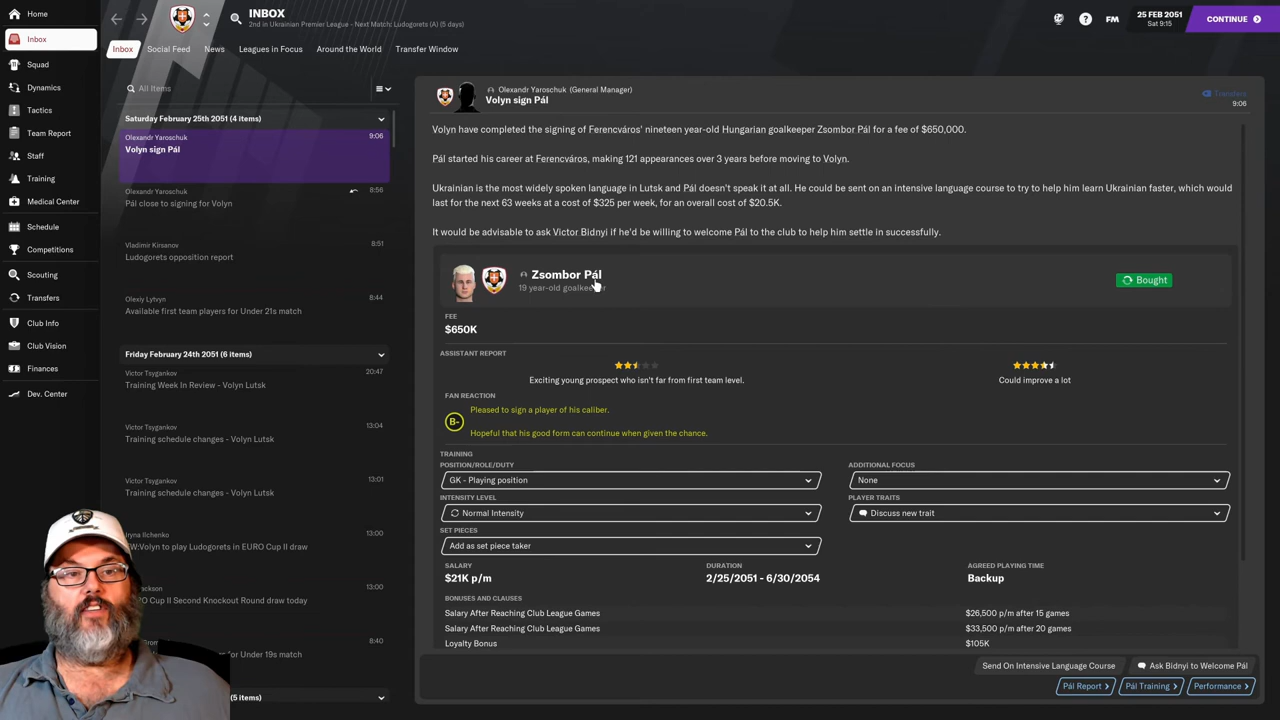 Home
Inbox
Squad
Dynamics
Tactics
Team Report
Staff
Training
Medical Center
Schedule
Competitions
Scouting
Transfers
Club Info
Club Vision
Finances
Dev. Center
INBOX
2nd in Ukrainian Premier League - Next Match: Ludogorets (A) (5 days)
FM
25 FEB 2051
Sat 9:15
CONTINUE
Inbox
Social Feed
News
Leagues in Focus
Around the World
Transfer Window
All Items
Saturday February 25th 2051 (4 items)
Olexandr Yaroschuk 9:06
Volyn sign Pál
Olexandr Yaroschuk 8:56
Pál close to signing for Volyn
Vladimir Kirsanov 8:51
Ludogorets opposition report
Olexiy Lytvyn 8:44
Available first team players for Under 21s match
Friday February 24th 2051 (6 items)
Victor Tsygankov 20:47
Training Week In Review - Volyn Lutsk
Victor Tsygankov 13:04
Training schedule changes - Volyn Lutsk
Victor Tsygankov 13:01
Training schedule changes - Volyn Lutsk
Iryna Ilchenko 13:00
EW:Volyn to play Ludogorets in EURO Cup II draw
ackson 13:00
O Cup II Second Knockout Round draw today
8:40
m for Under 19s match
(5 items)
Olexandr Yaroschuk (General Manager)
Volyn sign Pál
Transfers
9:06
Volyn have completed the signing of Ferencváros' nineteen year-old Hungarian goalkeeper Zsombor Pál for a fee of $650,000.
Pál started his career at Ferencváros, making 121 appearances over 3 years before moving to Volyn.
Ukrainian is the most widely spoken language in Lutsk and Pál doesn't speak it at all. He could be sent on an intensive language course to try to help him learn Ukrainian faster, which would
last for the next 63 weeks at a cost of $325 per week, for an overall cost of $20.5K.
It would be advisable to ask Victor Bidnyi if he'd be willing to welcome Pál to the club to help him settle in successfully.
Zsombor Pál
19 year-old goalkeeper
Bought
FEE
$650K
ASSISTANT REPORT
Exciting young prospect who isn't far from first team level.
Could improve a lot
FAN REACTION
B-
Pleased to sign a player of his caliber.
Hopeful that his good form can continue when given the chance.
TRAINING
POSITION/ROLE/DUTY
GK - Playing position
ADDITIONAL FOCUS
None
INTENSITY LEVEL
Normal Intensity
PLAYER TRAITS
Discuss new trait
SET PIECES
Add as set piece taker
SALARY
$21K p/m
DURATION
2/25/2051 - 6/30/2054
AGREED PLAYING TIME
Backup
BONUSES AND CLAUSES
Salary After Reaching Club League Games $26,500 p/m after 15 games
Salary After Reaching Club League Games $33,500 p/m after 20 games
Loyalty Bonus $105K
Send On Intensive Language Course
Ask Bidnyi to Welcome Pál
Pál Report
Pál Training
Performance